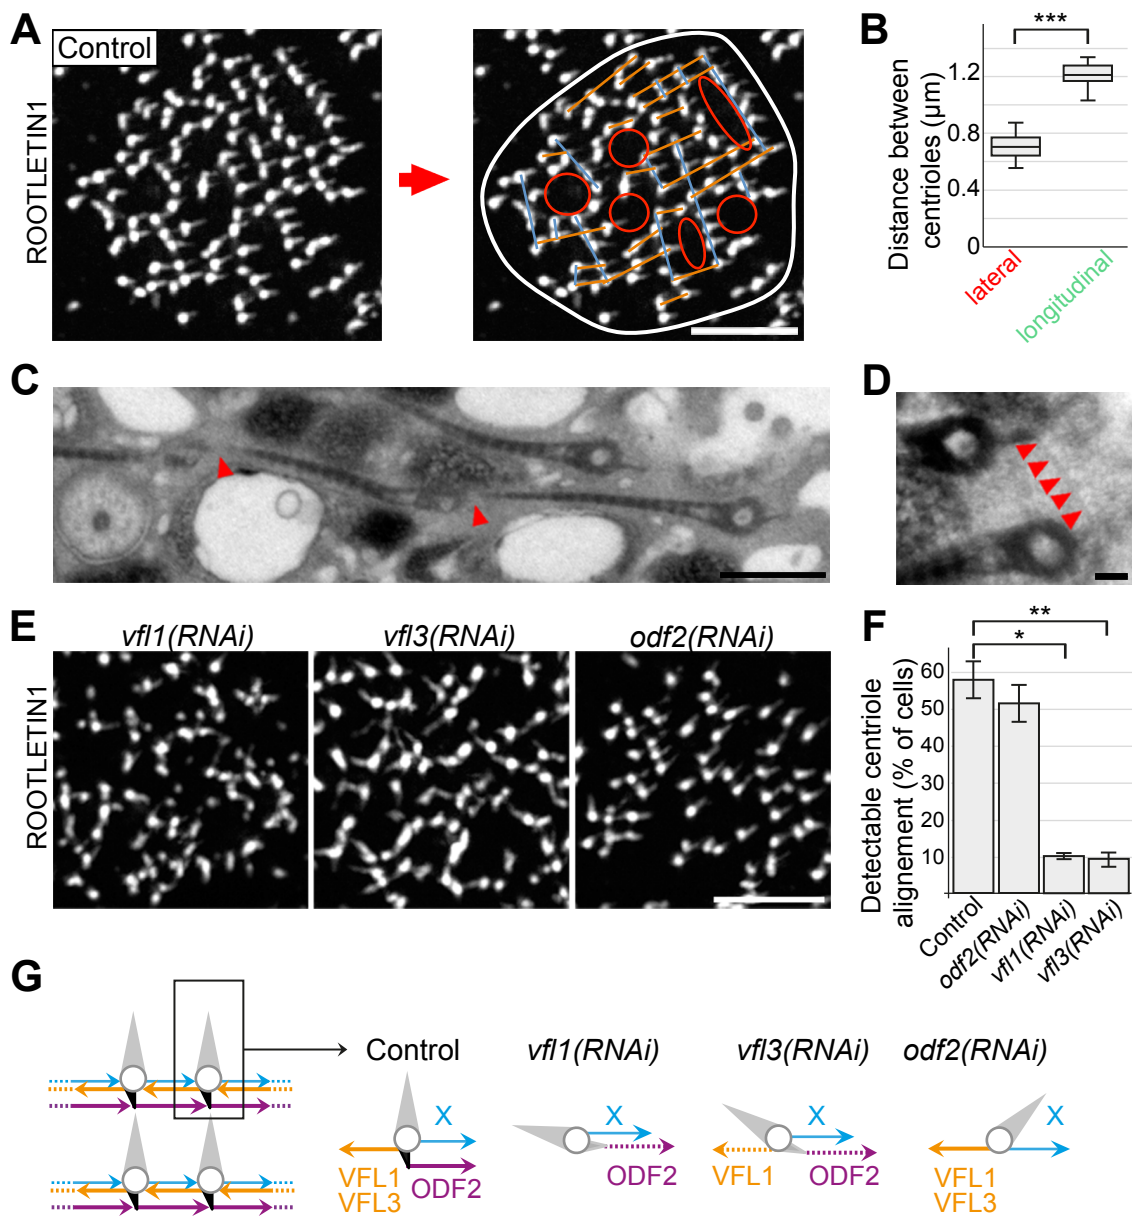 A
Control
ROOTLETIN1
B
***
Distance between
centrioles (µm)
1.2
0.8
0.4
0
lateral
longitudinal
C
D
E
vfl1(RNAi)
vfl3(RNAi)
odf2(RNAi)
ROOTLETIN1
F
**
*
Detectable centriole
alignement (% of cells)
60
50
40
30
20
10
0
Control
odf2(RNAi)
vfl1(RNAi)
vfl3(RNAi)
G
Control
vfl1(RNAi)
vfl3(RNAi)
odf2(RNAi)
X
VFL1
VFL3
ODF2
X
ODF2
X
VFL1
ODF2
X
VFL1
VFL3